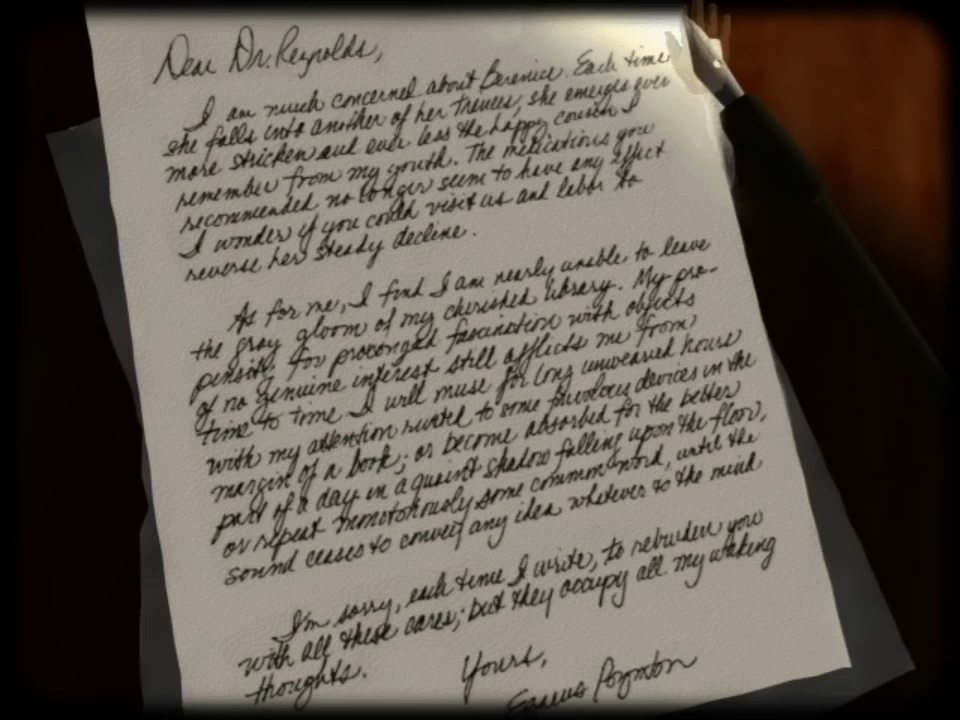 Dear Dr. Reynolds,
I am much concerned about Berenice. Each time
she falls into another of her trances, she emerges ever
more stricken and ever less the happy cousin I
remember from my youth. The medications you
recommended no longer seem to have any effect
I wonder if you could visit us and labor to
reverse her steady decline.
As for me, I find I am nearly unable to leave
the gray gloom of my cherished library. My pro-
pensity for prolonged fascination with objects
of no genuine interest still afflicts me from
time to time. I will muse for long unwearied house
with my attention riveted to some frivolous devices in the
margin of a book; or become absorbed for the better
part of a day in a quaint shadow falling upon the floor,
or repeat monotonously some common word, until the
sound ceases to convey any idea whatever to the mind
I'm sorry, each time I write, to reburden you
with all these cares; but they occupy all my waking
thoughts.
Yours,
Poynton